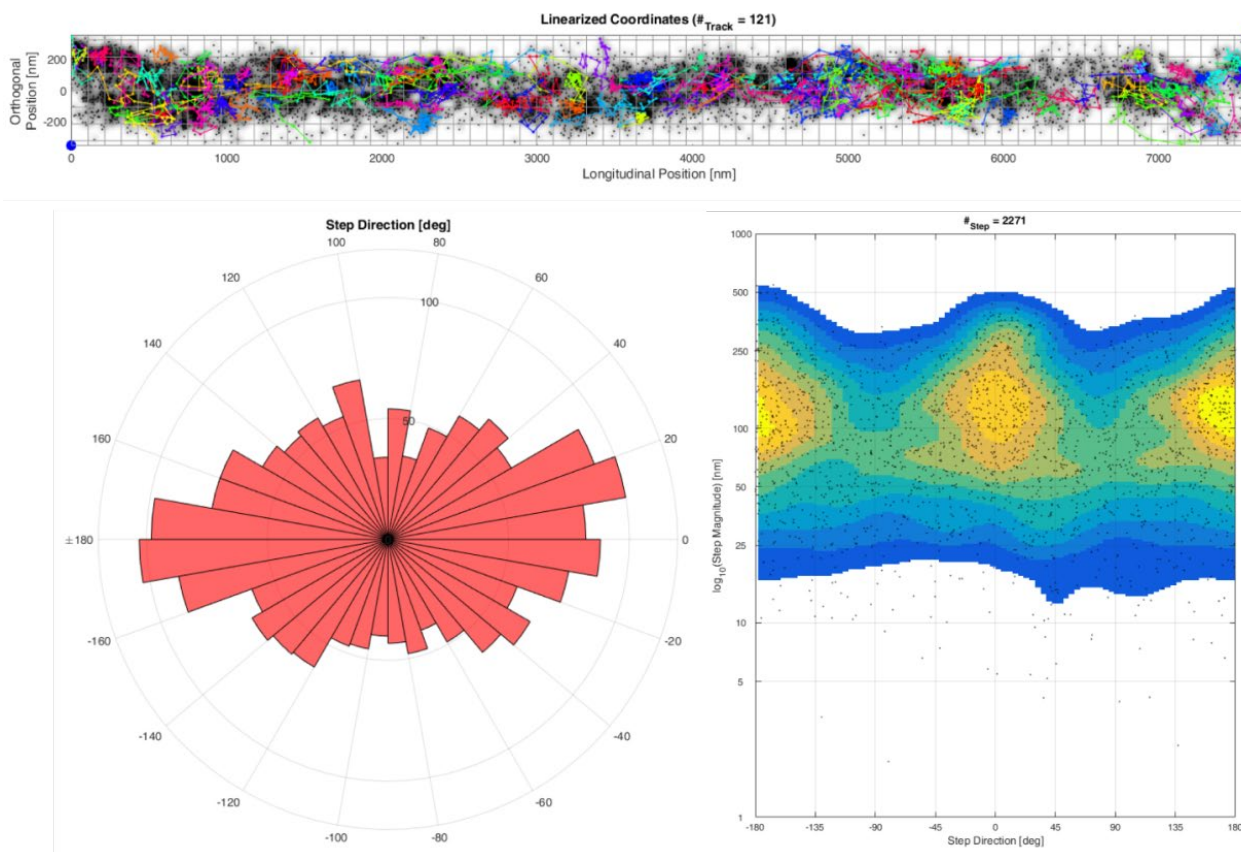 Linearized Coordinates (#Track = 121)
Orthogonal
Position [nm]
200
0
-200
0 1000 2000 3000 4000 5000 6000 7000
Longitudinal Position [nm]
Step Direction [deg]
100 80
120 60
100
140 40
50
160 20
±180 0
-160 -20
-140 -40
-120 -60
-100 -80
#Step = 2271
log10(Step Magnitude) [nm]
1000
500
250
100
50
25
10
5
1
-180 -135 -90 -45 0 45 90 135 180
Step Direction [deg]